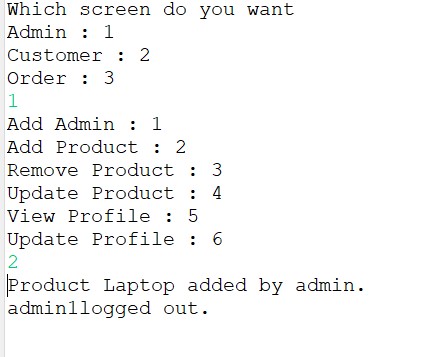 Which screen do you want
Admin : 1
Customer : 2
Order : 3
1
Add Admin : 1
Add Product : 2
Remove Product : 3
Update Product : 4
View Profile : 5
Update Profile : 6
2
Product Laptop added by admin.
admin1logged out.